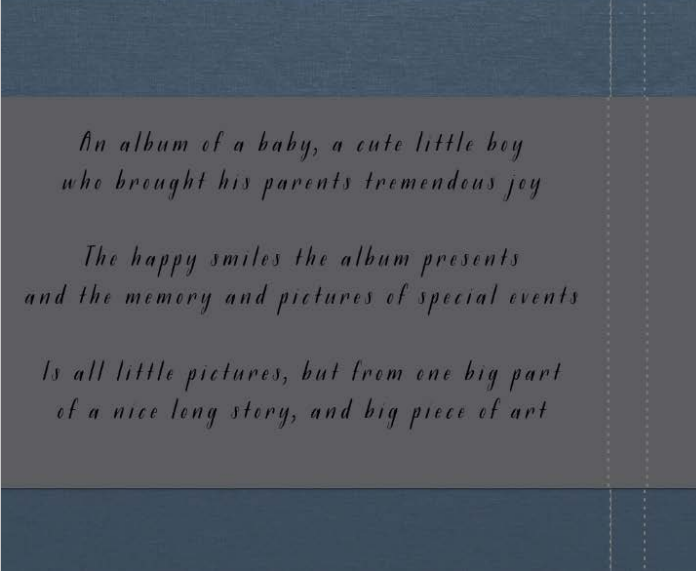 An album of a baby, a cute little boy
who brought his parents tremendous joy
The happy smiles the album presents
and the memory and pictures of special events
Is all little pictures, but from one big part
of a nice long story, and big piece of art